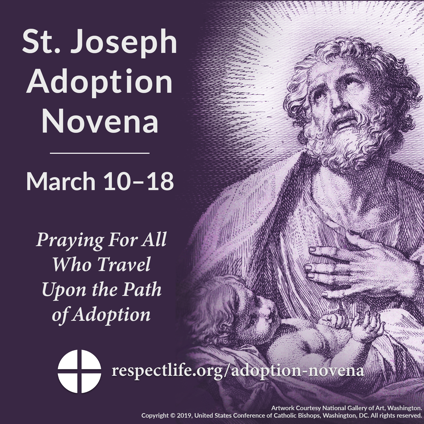 St. Joseph
Adoption
Novena
March 10–18
Praying For All
Who Travel
Upon the Path
of Adoption
respectlife.org/adoption-novena
Artwork Courtesy National Gallery of Art, Washington.
Copyright © 2019, United States Conference of Catholic Bishops, Washington, DC. All rights reserved.